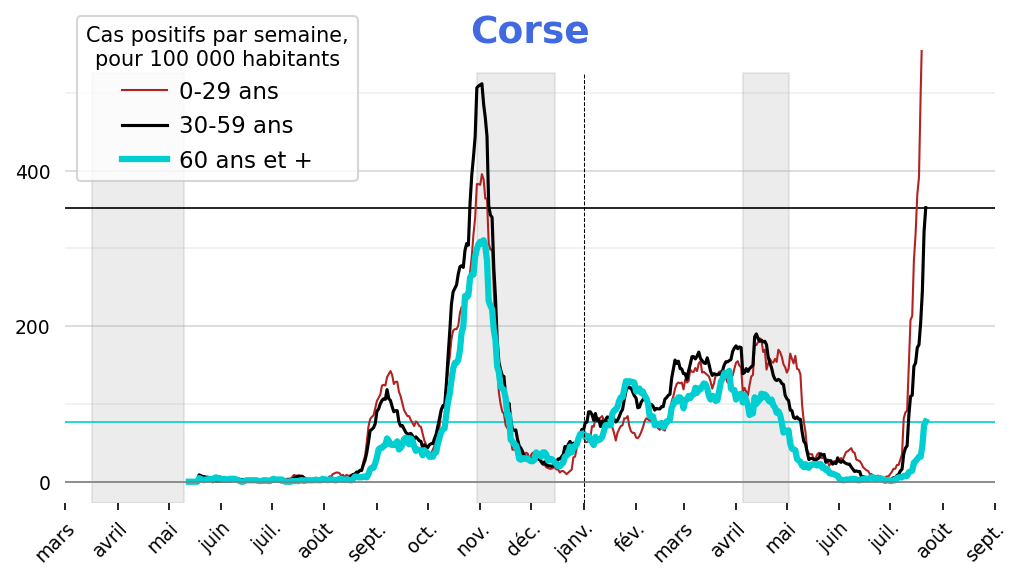 Corse
Cas positifs par semaine,
pour 100 000 habitants
0-29 ans
30-59 ans
60 ans et +
400
200
0
mars
avril
mai
juin
juil.
août
sept.
oct.
nov.
déc.
janv.
fév.
mars
avril
mai
juin
juil.
août
sept.